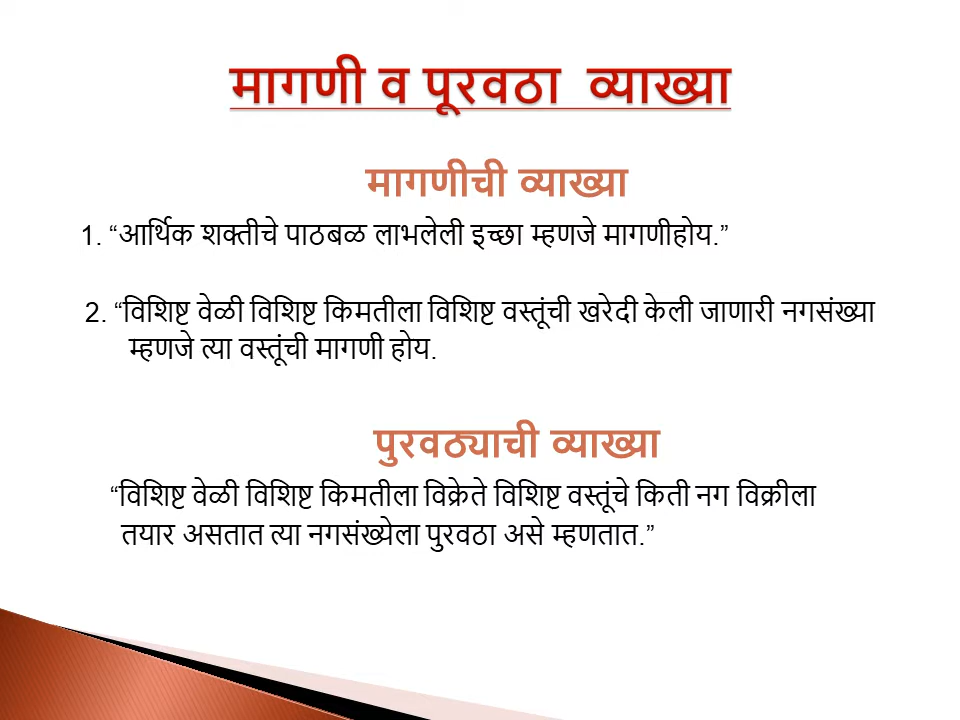 मागणी व पूरवठा व्याख्या
मागणीची व्याख्या
1. “आर्थिक शक्तीचे पाठबळ लाभलेली इच्छा म्हणजे मागणीहोय.”
2. “विशिष्ट वेळी विशिष्ट किमतीला विशिष्ट वस्तूंची खरेदी केली जाणारी नगसंख्या
म्हणजे त्या वस्तूंची मागणी होय.
पुरवठ्याची व्याख्या
“विशिष्ट वेळी विशिष्ट किमतीला विक्रेते विशिष्ट वस्तूंचे किती नग विक्रीला
तयार असतात त्या नगसंख्येला पुरवठा असे म्हणतात.”